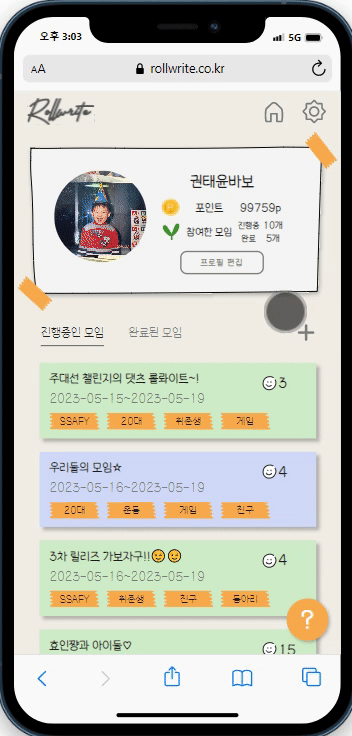 오후 3:03
5G
AA
rollwrite.co.kr
Rollwrite
권태윤바보
포인트 99759p
참여한 모임 진행중 10개
완료 5개
프로필 편집
진행중인 모임 완료된 모임
주대선 챌린지의 댓츠 롤롸이트~!
3
2023-05-15~2023-05-19
SSAFY 20대 취준생 게임
우리둘의 모임☆
4
2023-05-16~2023-05-19
20대 운동 게임 친구
3차 릴리즈 가보자구!!😉😉
4
2023-05-16~2023-05-19
SSAFY 취준생 친구 동아리
?
효인쨩과 아이돌♡
15